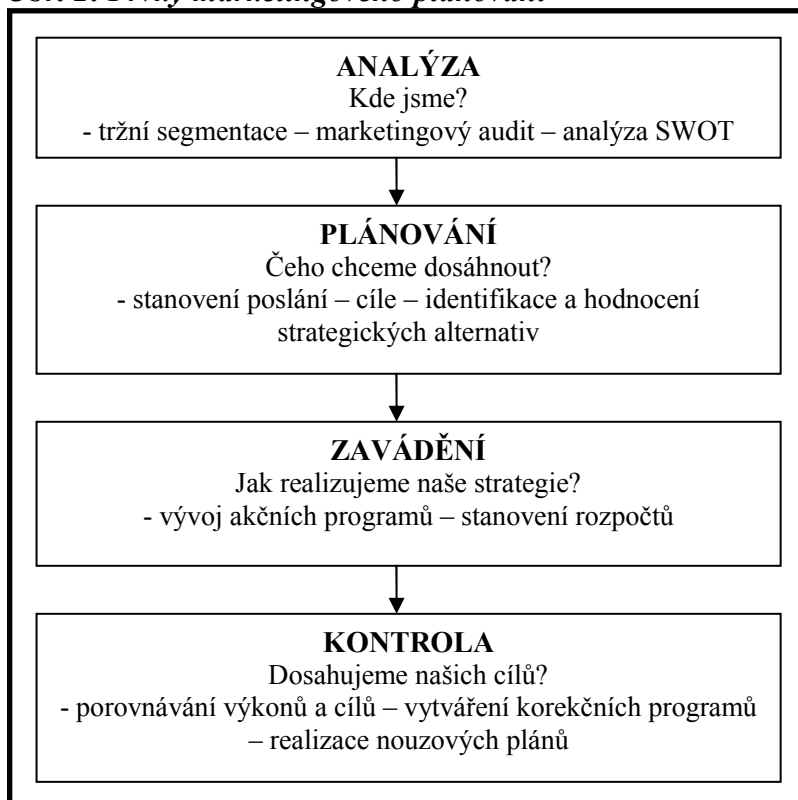 ANALÝZA
Kde jsme?
- tržní segmentace – marketingový audit – analýza SWOT
PLÁNOVÁNÍ
Čeho chceme dosáhnout?
- stanovení poslání – cíle – identifikace a hodnocení
strategických alternativ
ZAVÁDĚNÍ
Jak realizujeme naše strategie?
- vývoj akčních programů – stanovení rozpočtů
KONTROLA
Dosahujeme našich cílů?
- porovnávání výkonů a cílů – vytváření korekčních programů
– realizace nouzových plánů